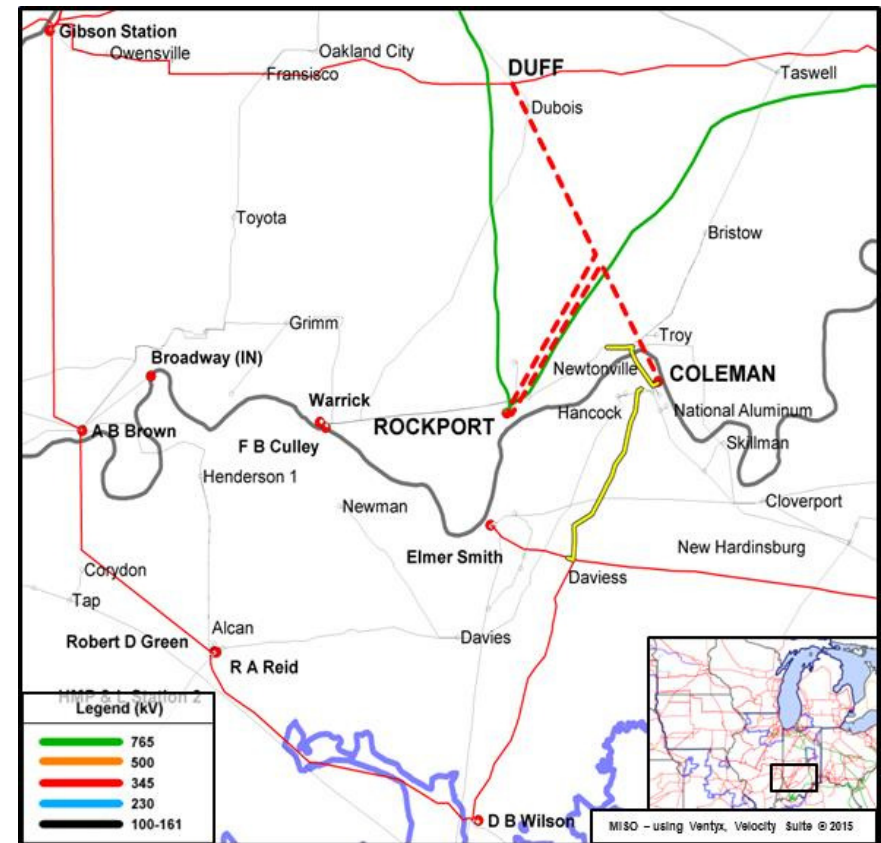 Gibson Station
Owensville
Oakland City
Fransisco
DUFF
Taswell
Dubois
Toyota
Bristow
Grimm
Troy
Broadway (IN)
Newtonville
COLEMAN
Warrick
Hancock
National Aluminum
ROCKPORT
A B Brown
F B Culley
Skillman
Henderson 1
Newman
Cloverport
Elmer Smith
New Hardinsburg
Daviess
Corydon
Tap
Alcan
Robert D Green
Davies
R A Reid
HMP & L Station 2
Legend (kV)
765
500
345
230
100-161
D B Wilson
MISO – using Ventyx, Velocity Suite © 2015